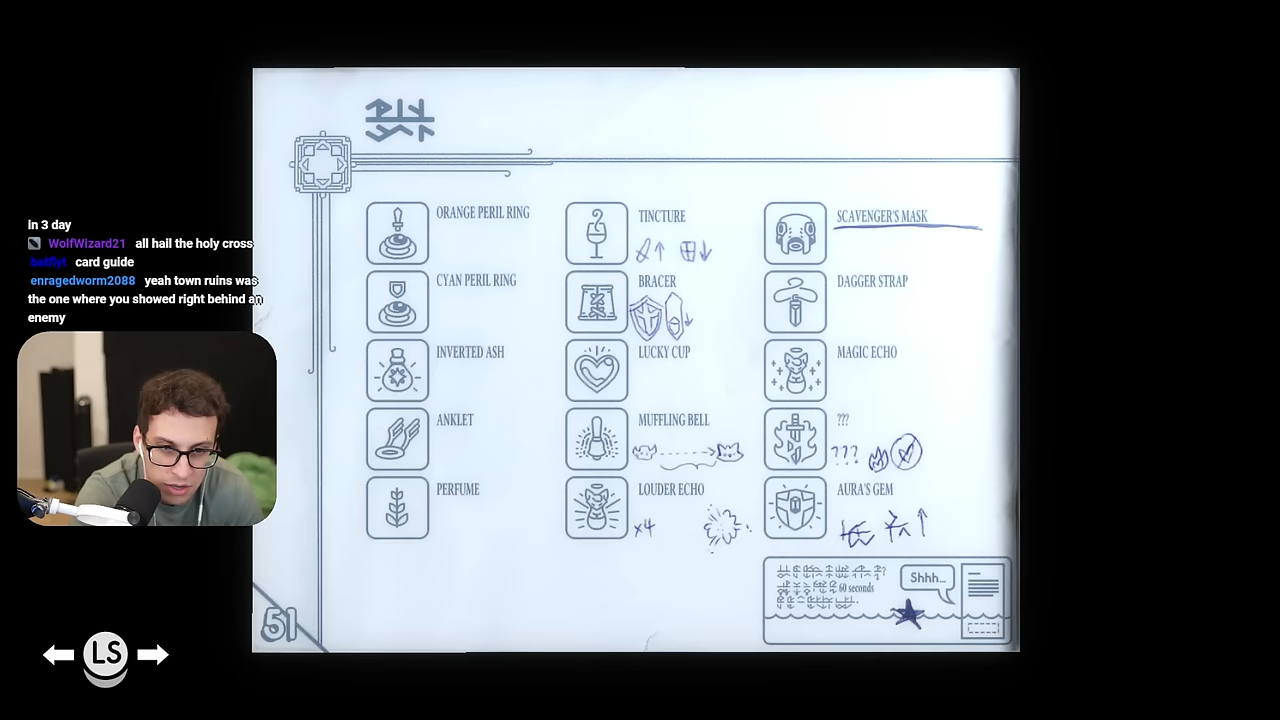 in 3 day
WolfWizard21 all hail the holy cross
batflyt card guide
enragedworm2088 yeah town ruins was
the one where you showed right behind an
enemy
ORANGE PERIL RING
CYAN PERIL RING
INVERTED ASH
ANKLET
PERFUME
TINCTURE
BRACER
LUCKY CUP
MUFFLING BELL
LOUDER ECHO
x4
SCAVENGER'S MASK
DAGGER STRAP
MAGIC ECHO
???
???
AURA'S GEM
60 seconds
Shhh...
51
LS